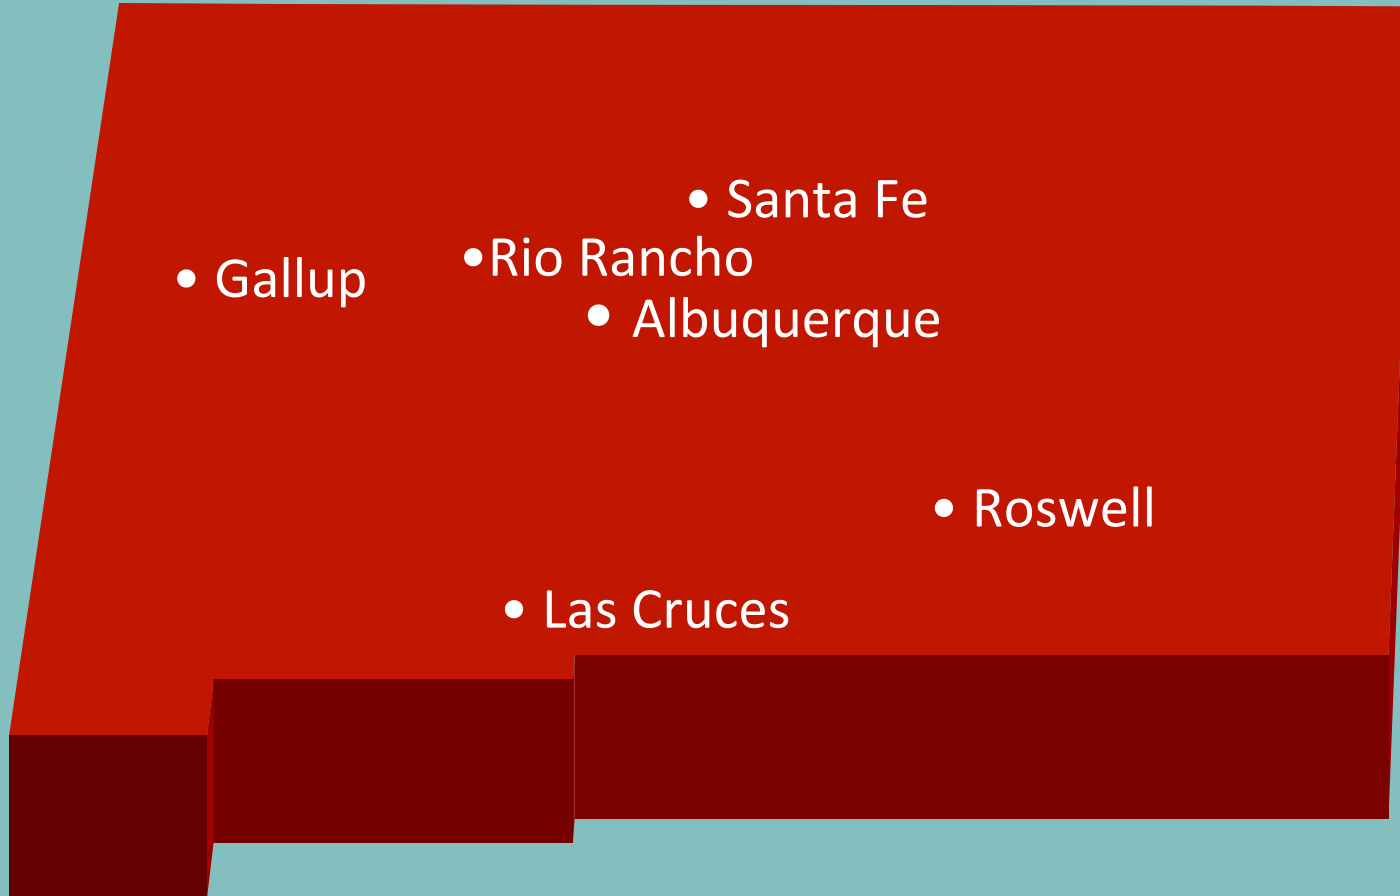 Santa Fe
Rio Rancho
Gallup
Albuquerque
Roswell
Las Cruces